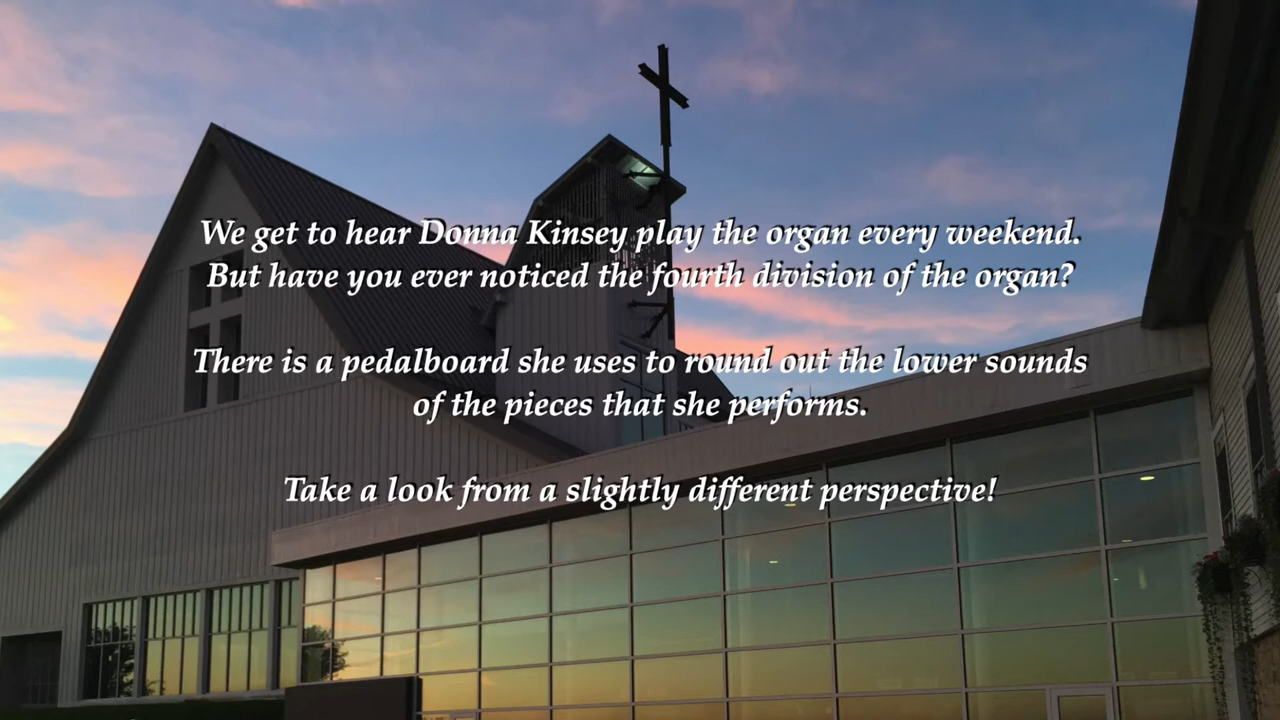 We get to hear Donna Kinsey play the organ every weekend.
But have you ever noticed the fourth division of the organ?
There is a pedalboard she uses to round out the lower sounds
of the pieces that she performs.
Take a look from a slightly different perspective!